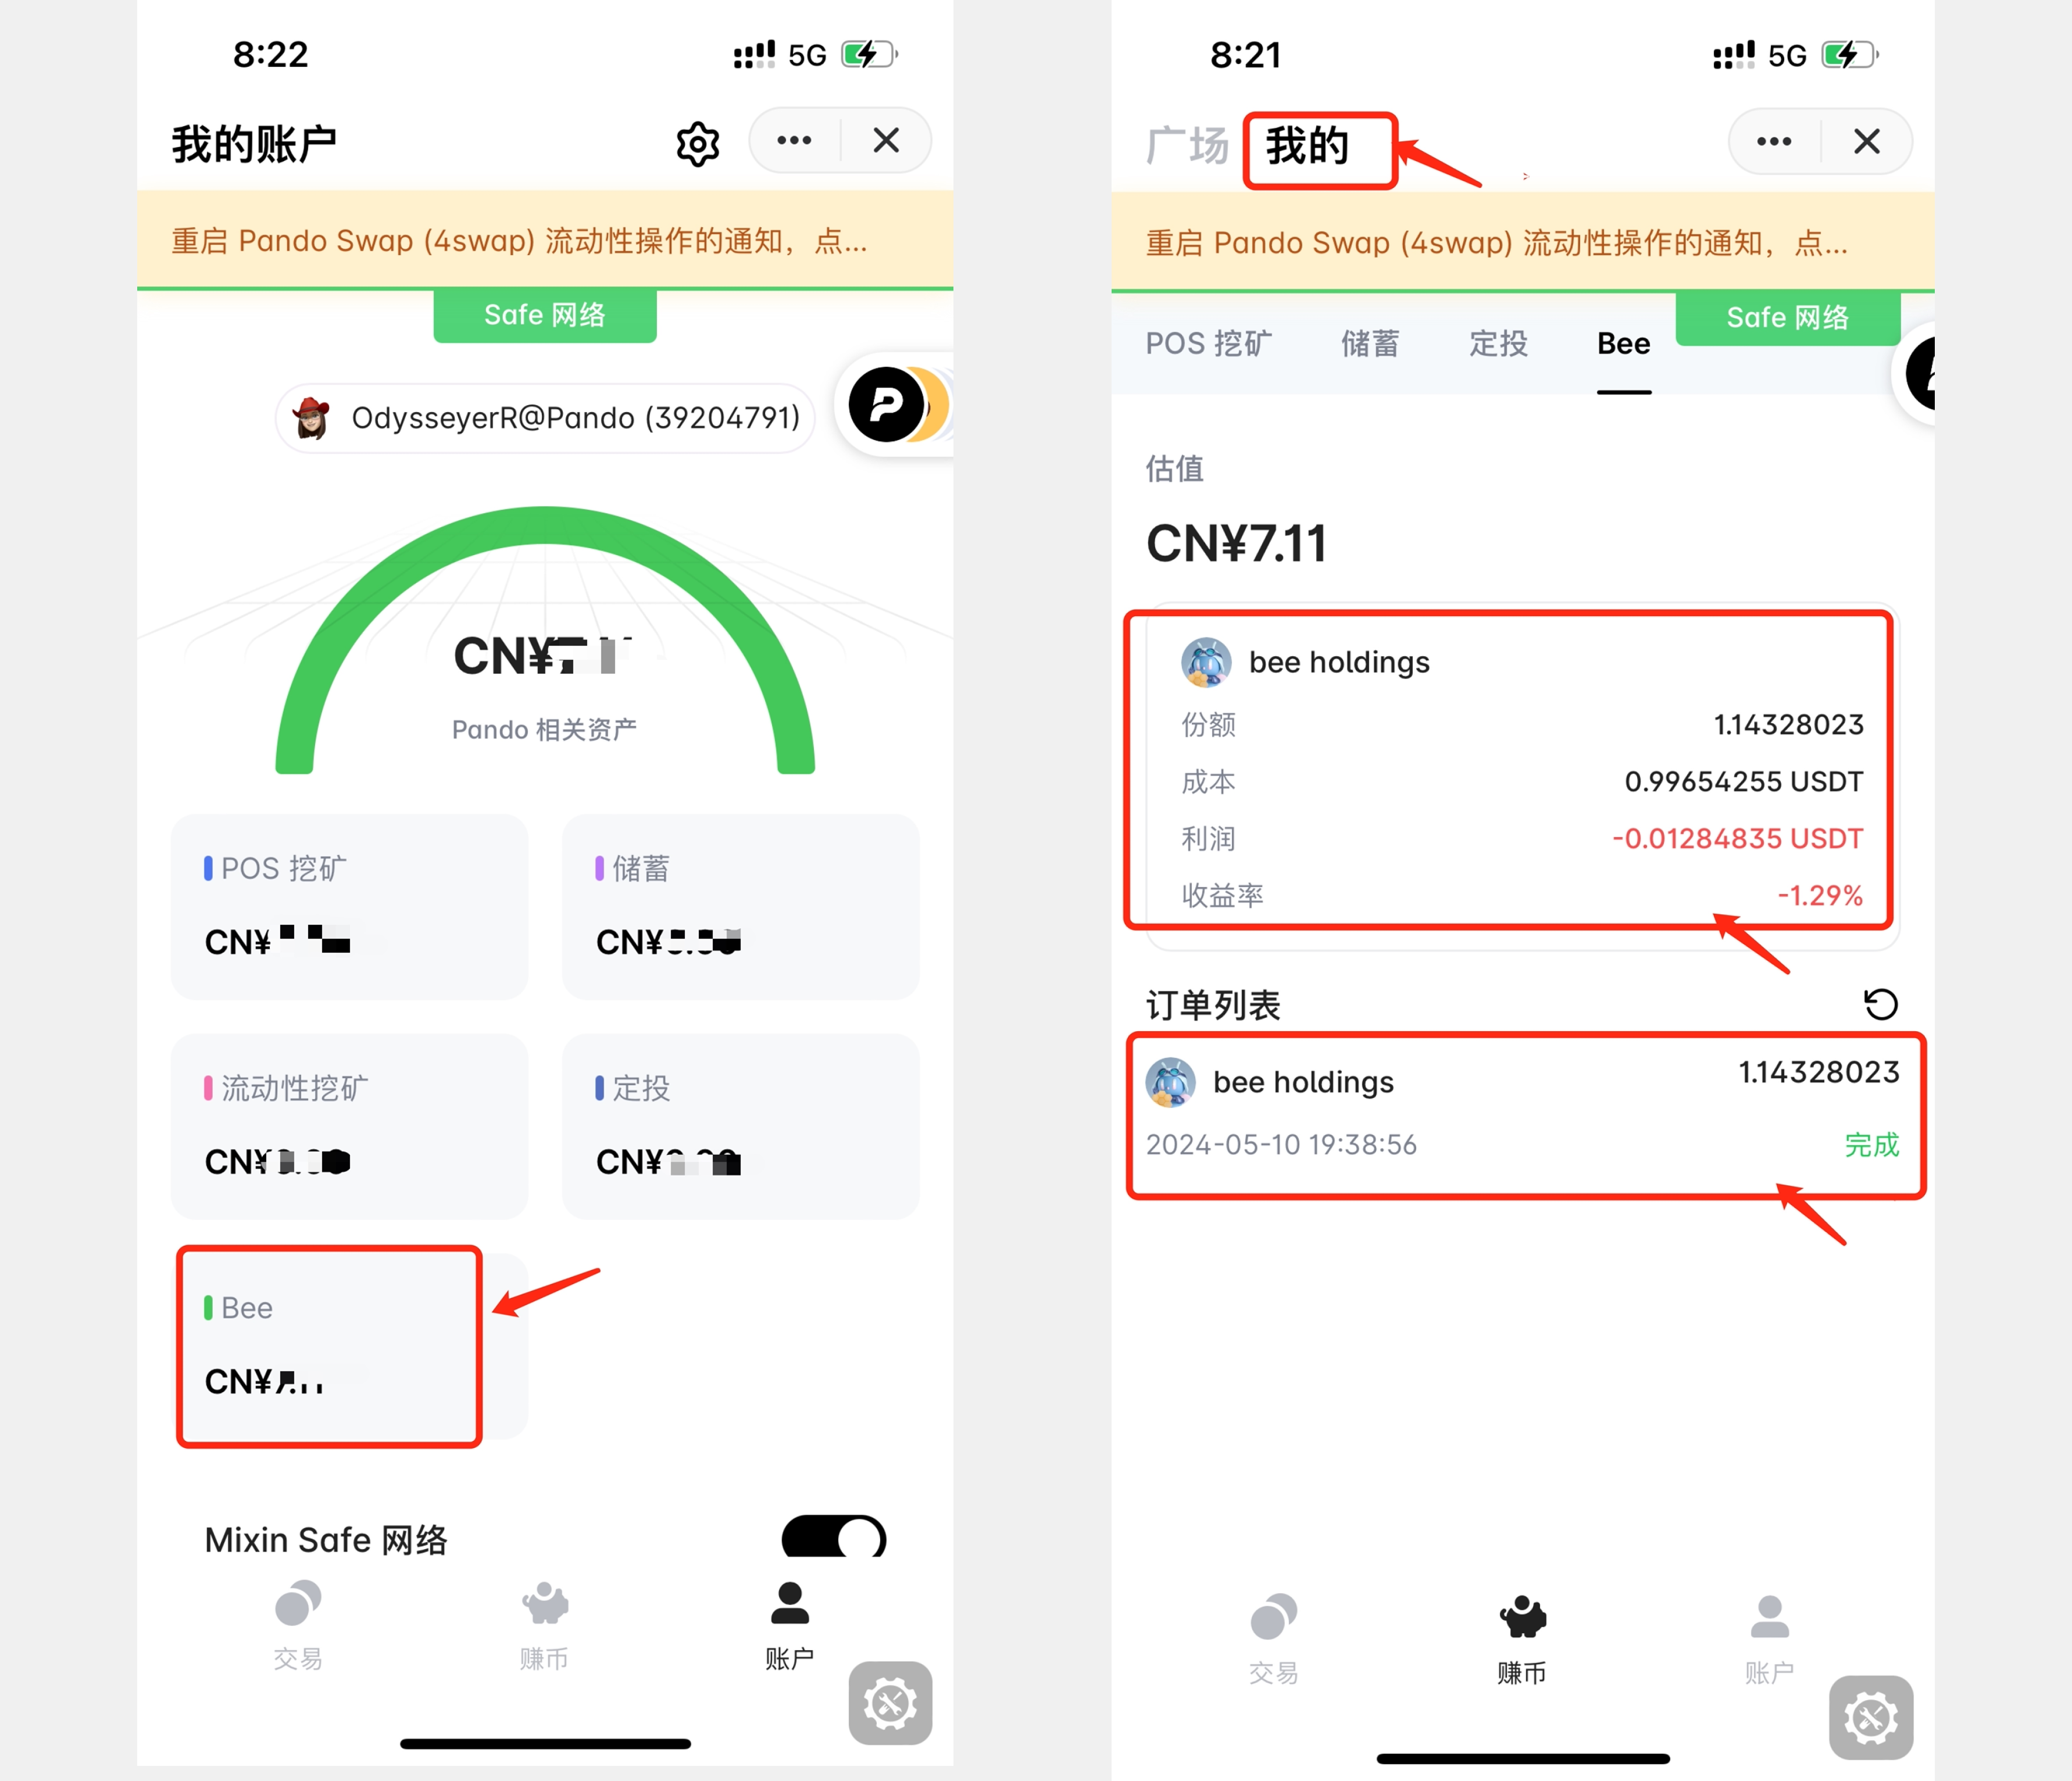 8:22
5G
我的账户
重启 Pando Swap (4swap) 流动性操作的通知，点...
Safe 网络
OdysseyerR@Pando (39204791)
CN¥
Pando 相关资产
POS 挖矿
储蓄
CN¥
CN¥
流动性挖矿
定投
CN¥
CN¥
Bee
CN¥
Mixin Safe 网络
交易
赚币
账户
8:21
5G
广场
我的
重启 Pando Swap (4swap) 流动性操作的通知，点...
Safe 网络
POS 挖矿
储蓄
定投
Bee
估值
CN¥7.11
bee holdings
份额
1.14328023
成本
0.99654255 USDT
利润
-0.01284835 USDT
收益率
-1.29%
订单列表
bee holdings
1.14328023
2024-05-10 19:38:56
完成
交易
赚币
账户